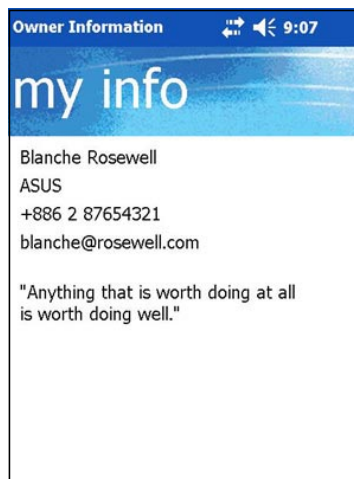 Owner Information 9:07
my info
Blanche Rosewell
ASUS
+886 2 87654321
blanche@rosewell.com
"Anything that is worth doing at all
is worth doing well."